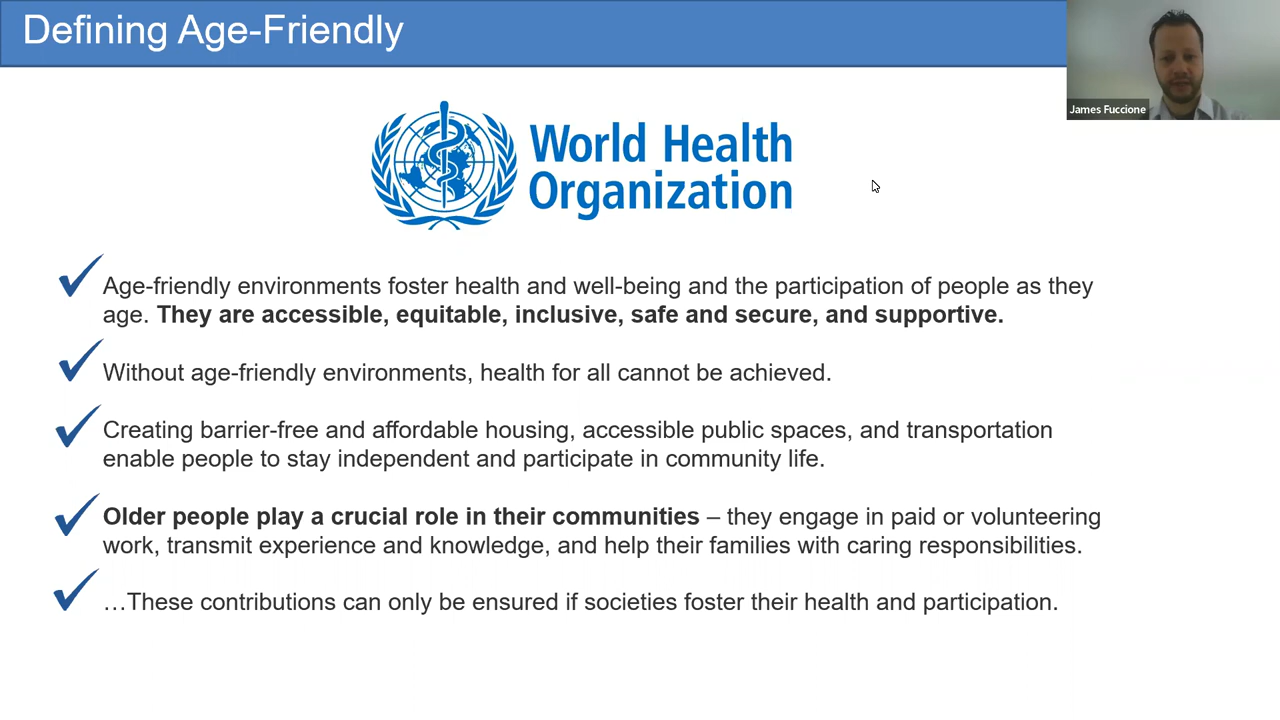 Defining Age-Friendly
James Fuccione
World Health
Organization
Age-friendly environments foster health and well-being and the participation of people as they
age. They are accessible, equitable, inclusive, safe and secure, and supportive.
Without age-friendly environments, health for all cannot be achieved.
Creating barrier-free and affordable housing, accessible public spaces, and transportation
enable people to stay independent and participate in community life.
Older people play a crucial role in their communities – they engage in paid or volunteering
work, transmit experience and knowledge, and help their families with caring responsibilities.
…These contributions can only be ensured if societies foster their health and participation.